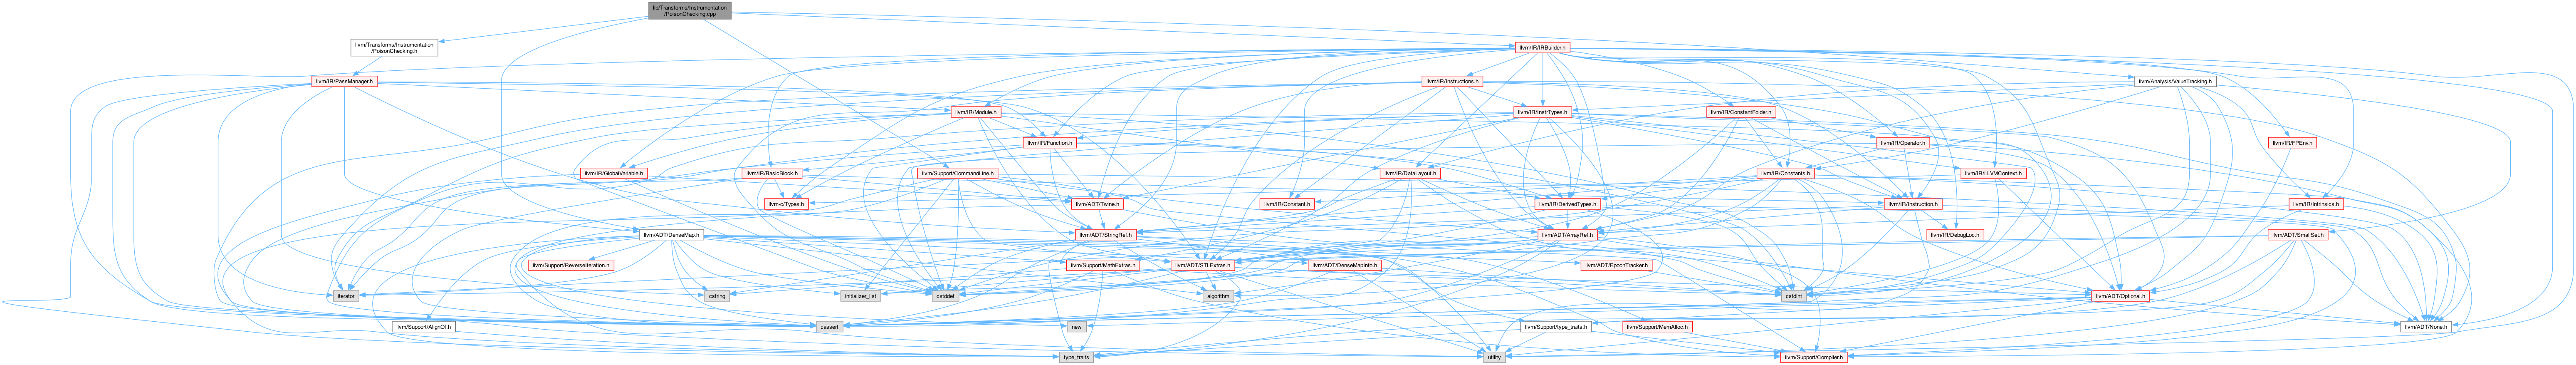 lib/Transforms/Instrumentation
/PoisonChecking.cpp
llvm/Transforms/Instrumentation
/PoisonChecking.h
llvm/IR/IRBuilder.h
llvm/IR/PassManager.h
llvm/IR/Instructions.h
llvm/Analysis/ValueTracking.h
llvm/IR/Module.h
llvm/IR/InstrTypes.h
llvm/IR/ConstantFolder.h
llvm/IR/Function.h
llvm/IR/Operator.h
llvm/IR/FPEnv.h
llvm/IR/GlobalVariable.h
llvm/IR/BasicBlock.h
llvm/Support/CommandLine.h
llvm/IR/DataLayout.h
llvm/IR/Constants.h
llvm/IR/LLVMContext.h
llvm-c/Types.h
llvm/ADT/Twine.h
llvm/IR/Constant.h
llvm/IR/DerivedTypes.h
llvm/IR/Instruction.h
llvm/IR/Intrinsics.h
llvm/ADT/DenseMap.h
llvm/ADT/StringRef.h
llvm/ADT/ArrayRef.h
llvm/IR/DebugLoc.h
llvm/ADT/SmallSet.h
llvm/Support/ReverseIteration.h
llvm/Support/MathExtras.h
llvm/ADT/STLExtras.h
llvm/ADT/DenseMapInfo.h
llvm/ADT/EpochTracker.h
iterator
cstring
initializer_list
cstddef
algorithm
cstdint
llvm/ADT/Optional.h
llvm/Support/AlignOf.h
cassert
new
llvm/Support/type_traits.h
llvm/Support/MemAlloc.h
llvm/ADT/None.h
type_traits
utility
llvm/Support/Compiler.h